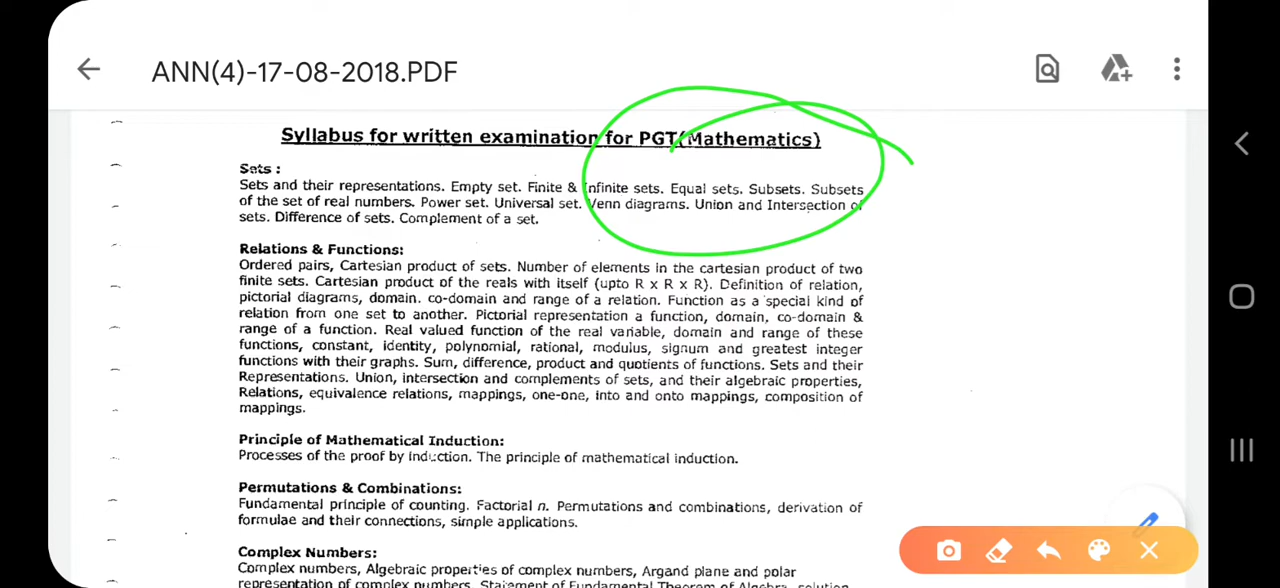 ANN(4)-17-08-2018.PDF
Syllabus for written examination for PGT(Mathematics)
Sets :
Sets and their representations. Empty set. Finite & Infinite sets. Equal sets. Subsets. Subsets
of the set of real numbers. Power set. Universal set. Venn diagrams. Union and Intersection of
sets. Difference of sets. Complement of a set.
Relations & Functions:
Ordered pairs, Cartesian product of sets. Number of elements in the cartesian product of two
finite sets. Cartesian product of the reals with itself (upto R x R x R). Definition of relation,
pictorial diagrams, domain. co-domain and range of a relation. Function as a special kind of
relation from one set to another. Pictorial representation a function, domain, co-domain &
range of a function. Real valued function of the real variable, domain and range of these
functions, constant, identity, polynomial, rational, modulus, signum and greatest integer
functions with their graphs. Sum, difference, product and quotients of functions. Sets and their
Representations. Union, intersection and complements of sets, and their algebraic properties,
Relations, equivalence relations, mappings, one-one, into and onto mappings, composition of
mappings.
Principle of Mathematical Induction:
Processes of the proof by induction. The principle of mathematical induction.
Permutations & Combinations:
Fundamental principle of counting. Factorial n. Permutations and combinations, derivation of
formulae and their connections, simple applications.
Complex Numbers:
Complex numbers, Algebraic properties of complex numbers, Argand plane and polar
representation of complex numbers. Statement of Fundamental Theorem of Algebra, solution